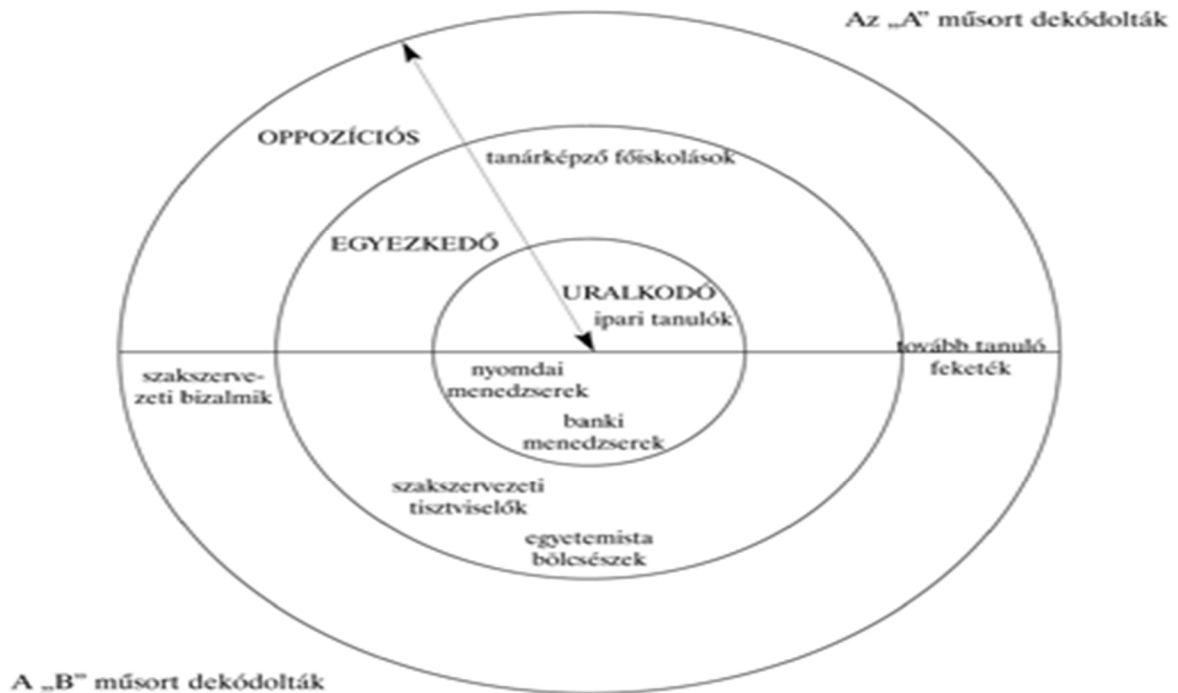 Az „A” műsort dekódolták
OPPOZÍCIÓS
tanárképző főiskolások
EGYEZKEDŐ
URALKODÓ
ipari tanulók
tovább tanuló
feketék
szakszerve-
zeti bizalmik
nyomdai
menedzserek
banki
menedzserek
szakszervezeti
tisztviselők
egyetemista
bölcsészek
A „B” műsort dekódolták